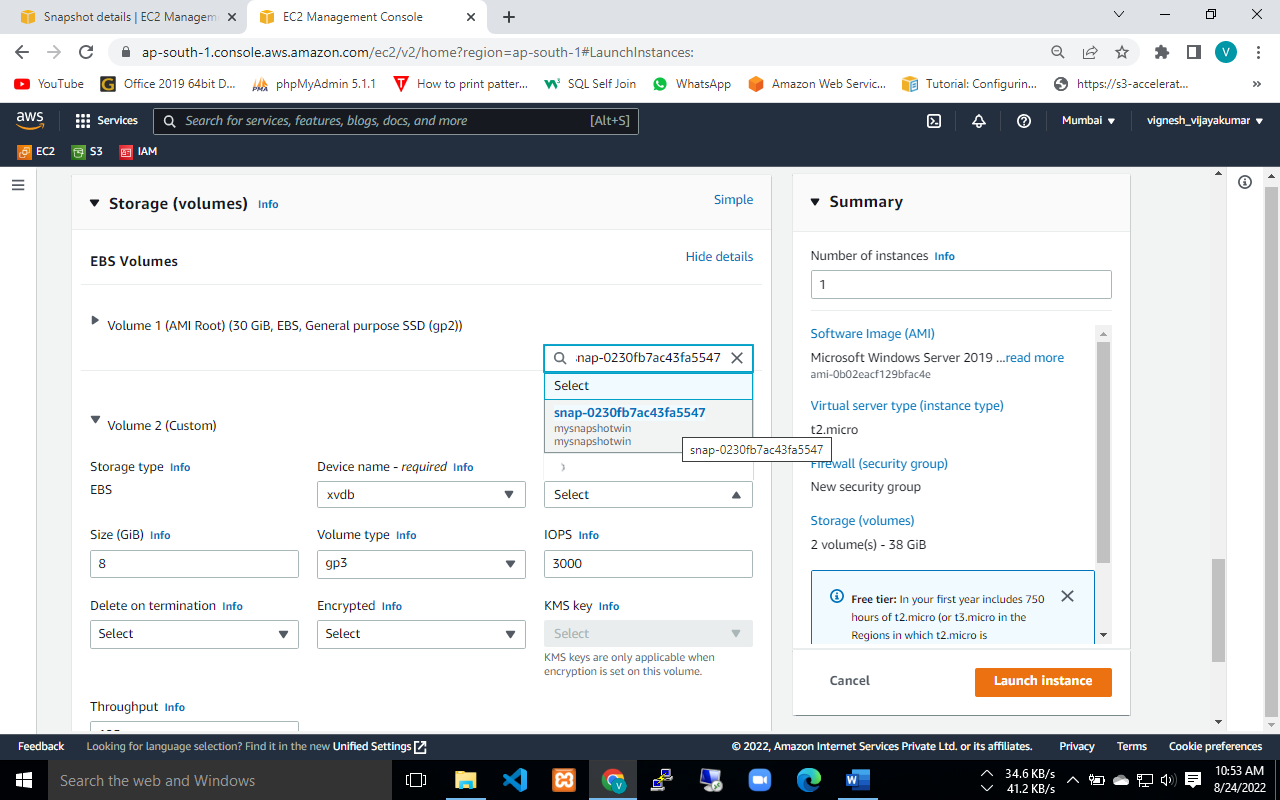 Snapshot details | EC2 Managem
EC2 Management Console
ap-south-1.console.aws.amazon.com/ec2/v2/home?region=ap-south-1#LaunchInstances:
V
YouTube
Office 2019 64bit D...
phpMyAdmin 5.1.1
How to print patter...
SQL Self Join
WhatsApp
Amazon Web Servic...
Tutorial: Configurin...
https://s3-accelerat...
aws
Services
Search for services, features, blogs, docs, and more
[Alt+S]
Mumbai
vignesh_vijayakumar
EC2
S3
IAM
Storage (volumes) Info
Simple
EBS Volumes
Hide details
Volume 1 (AMI Root) (30 GiB, EBS, General purpose SSD (gp2))
snap-0230fb7ac43fa5547
Select
snap-0230fb7ac43fa5547
mysnapshotwin
mysnapshotwin
snap-0230fb7ac43fa5547
Volume 2 (Custom)
Storage type Info
EBS
Device name - required Info
xvdb
Select
Size (GiB) Info
8
Volume type Info
gp3
IOPS Info
3000
Delete on termination Info
Select
Encrypted Info
Select
KMS key Info
Select
KMS keys are only applicable when
encryption is set on this volume.
Throughput Info
Summary
Number of instances Info
1
Software Image (AMI)
Microsoft Windows Server 2019 ...read more
ami-0b02eacf129bfac4e
Virtual server type (instance type)
t2.micro
Firewall (security group)
New security group
Storage (volumes)
2 volume(s) - 38 GiB
Free tier: In your first year includes 750
hours of t2.micro (or t3.micro in the
Regions in which t2.micro is
Cancel
Launch instance
Feedback
Looking for language selection? Find it in the new Unified Settings
© 2022, Amazon Internet Services Private Ltd. or its affiliates.
Privacy
Terms
Cookie preferences
Search the web and Windows
34.6 KB/s
41.2 KB/s
10:53 AM
8/24/2022